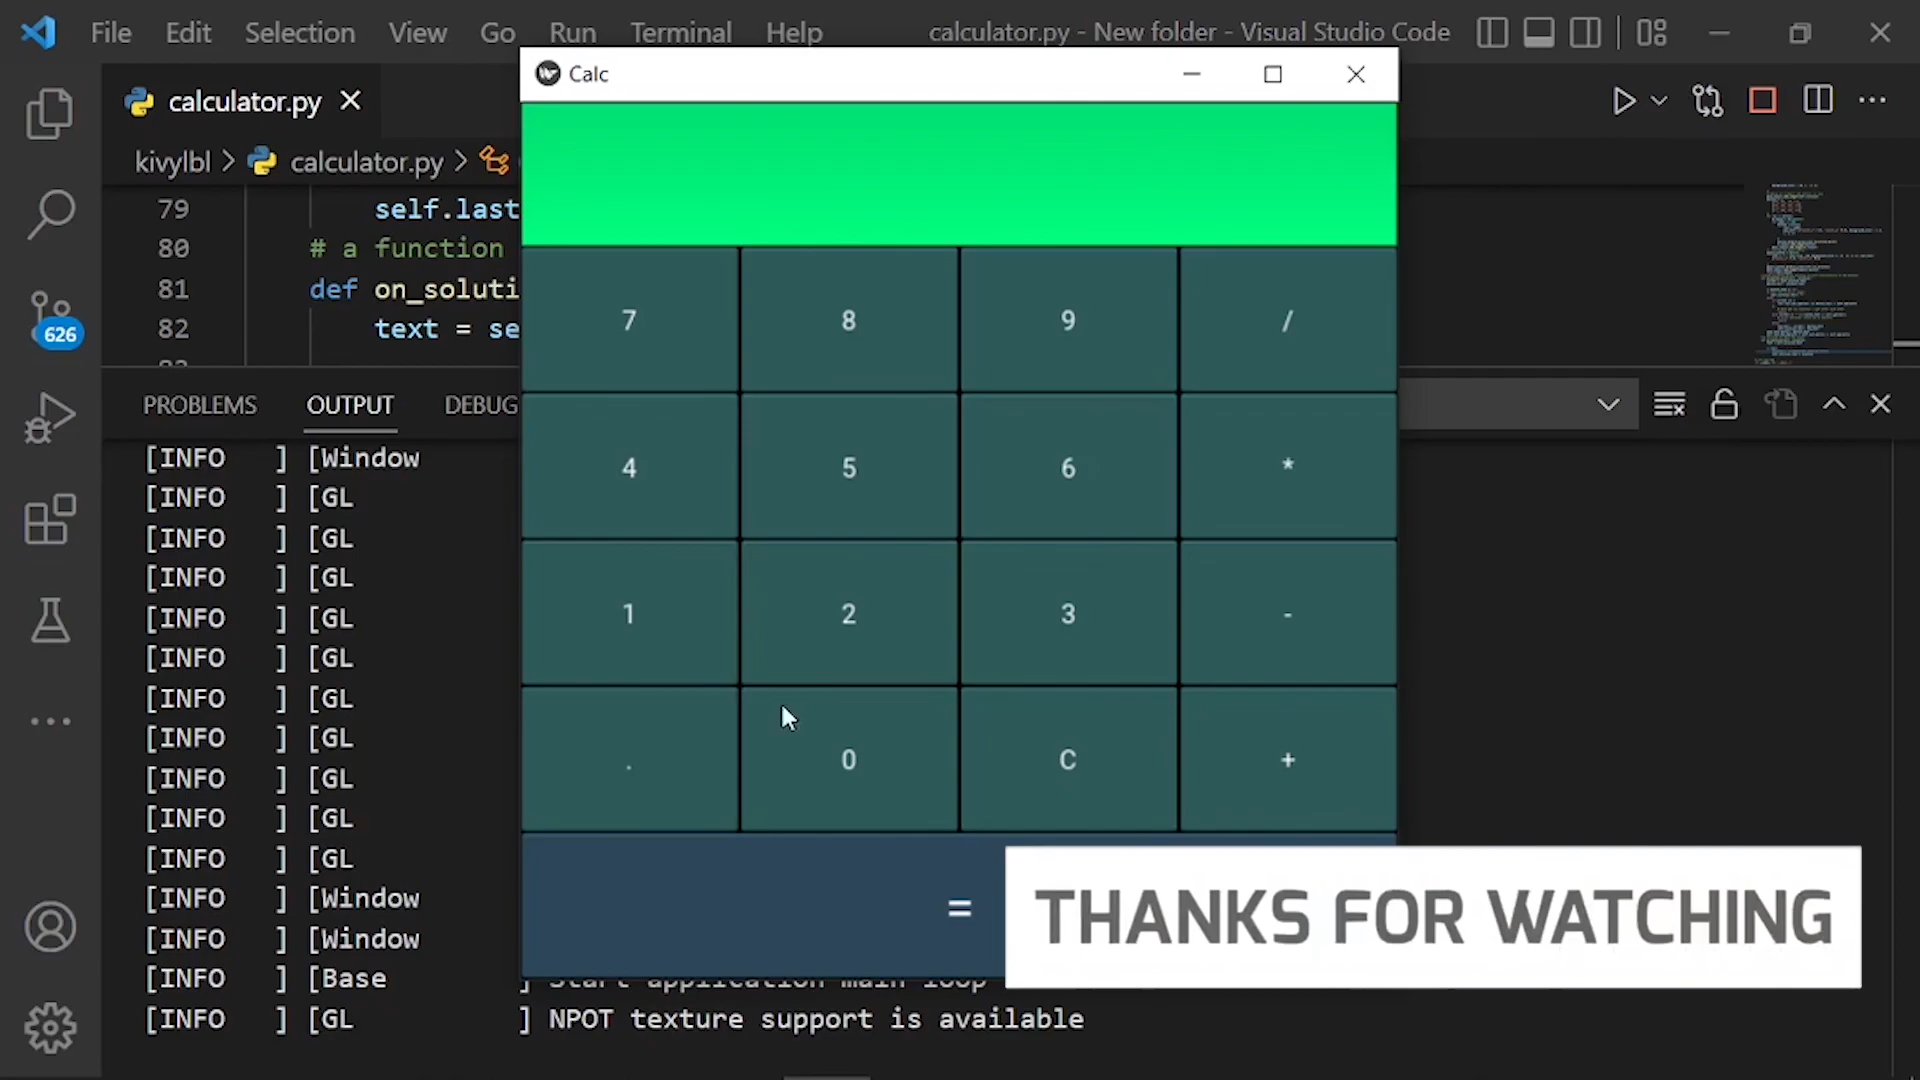 File Edit Selection View Go Run Terminal Help calculator.py - New folder - Visual Studio Code
Calc
calculator.py
kivylbl > calculator.py >
79 self.last
80 # a function
81 def on_soluti
82 text = se
7 8 9 /
4 5 6 *
1 2 3 -
. 0 C +
=
626
PROBLEMS OUTPUT DEBUG
[INFO ] [Window
[INFO ] [GL
[INFO ] [GL
[INFO ] [GL
[INFO ] [GL
[INFO ] [GL
[INFO ] [GL
[INFO ] [GL
[INFO ] [GL
[INFO ] [GL
[INFO ] [GL
[INFO ] [Window
[INFO ] [Window
[INFO ] [Base ] Start application main loop
[INFO ] [GL ] NPOT texture support is available
THANKS FOR WATCHING